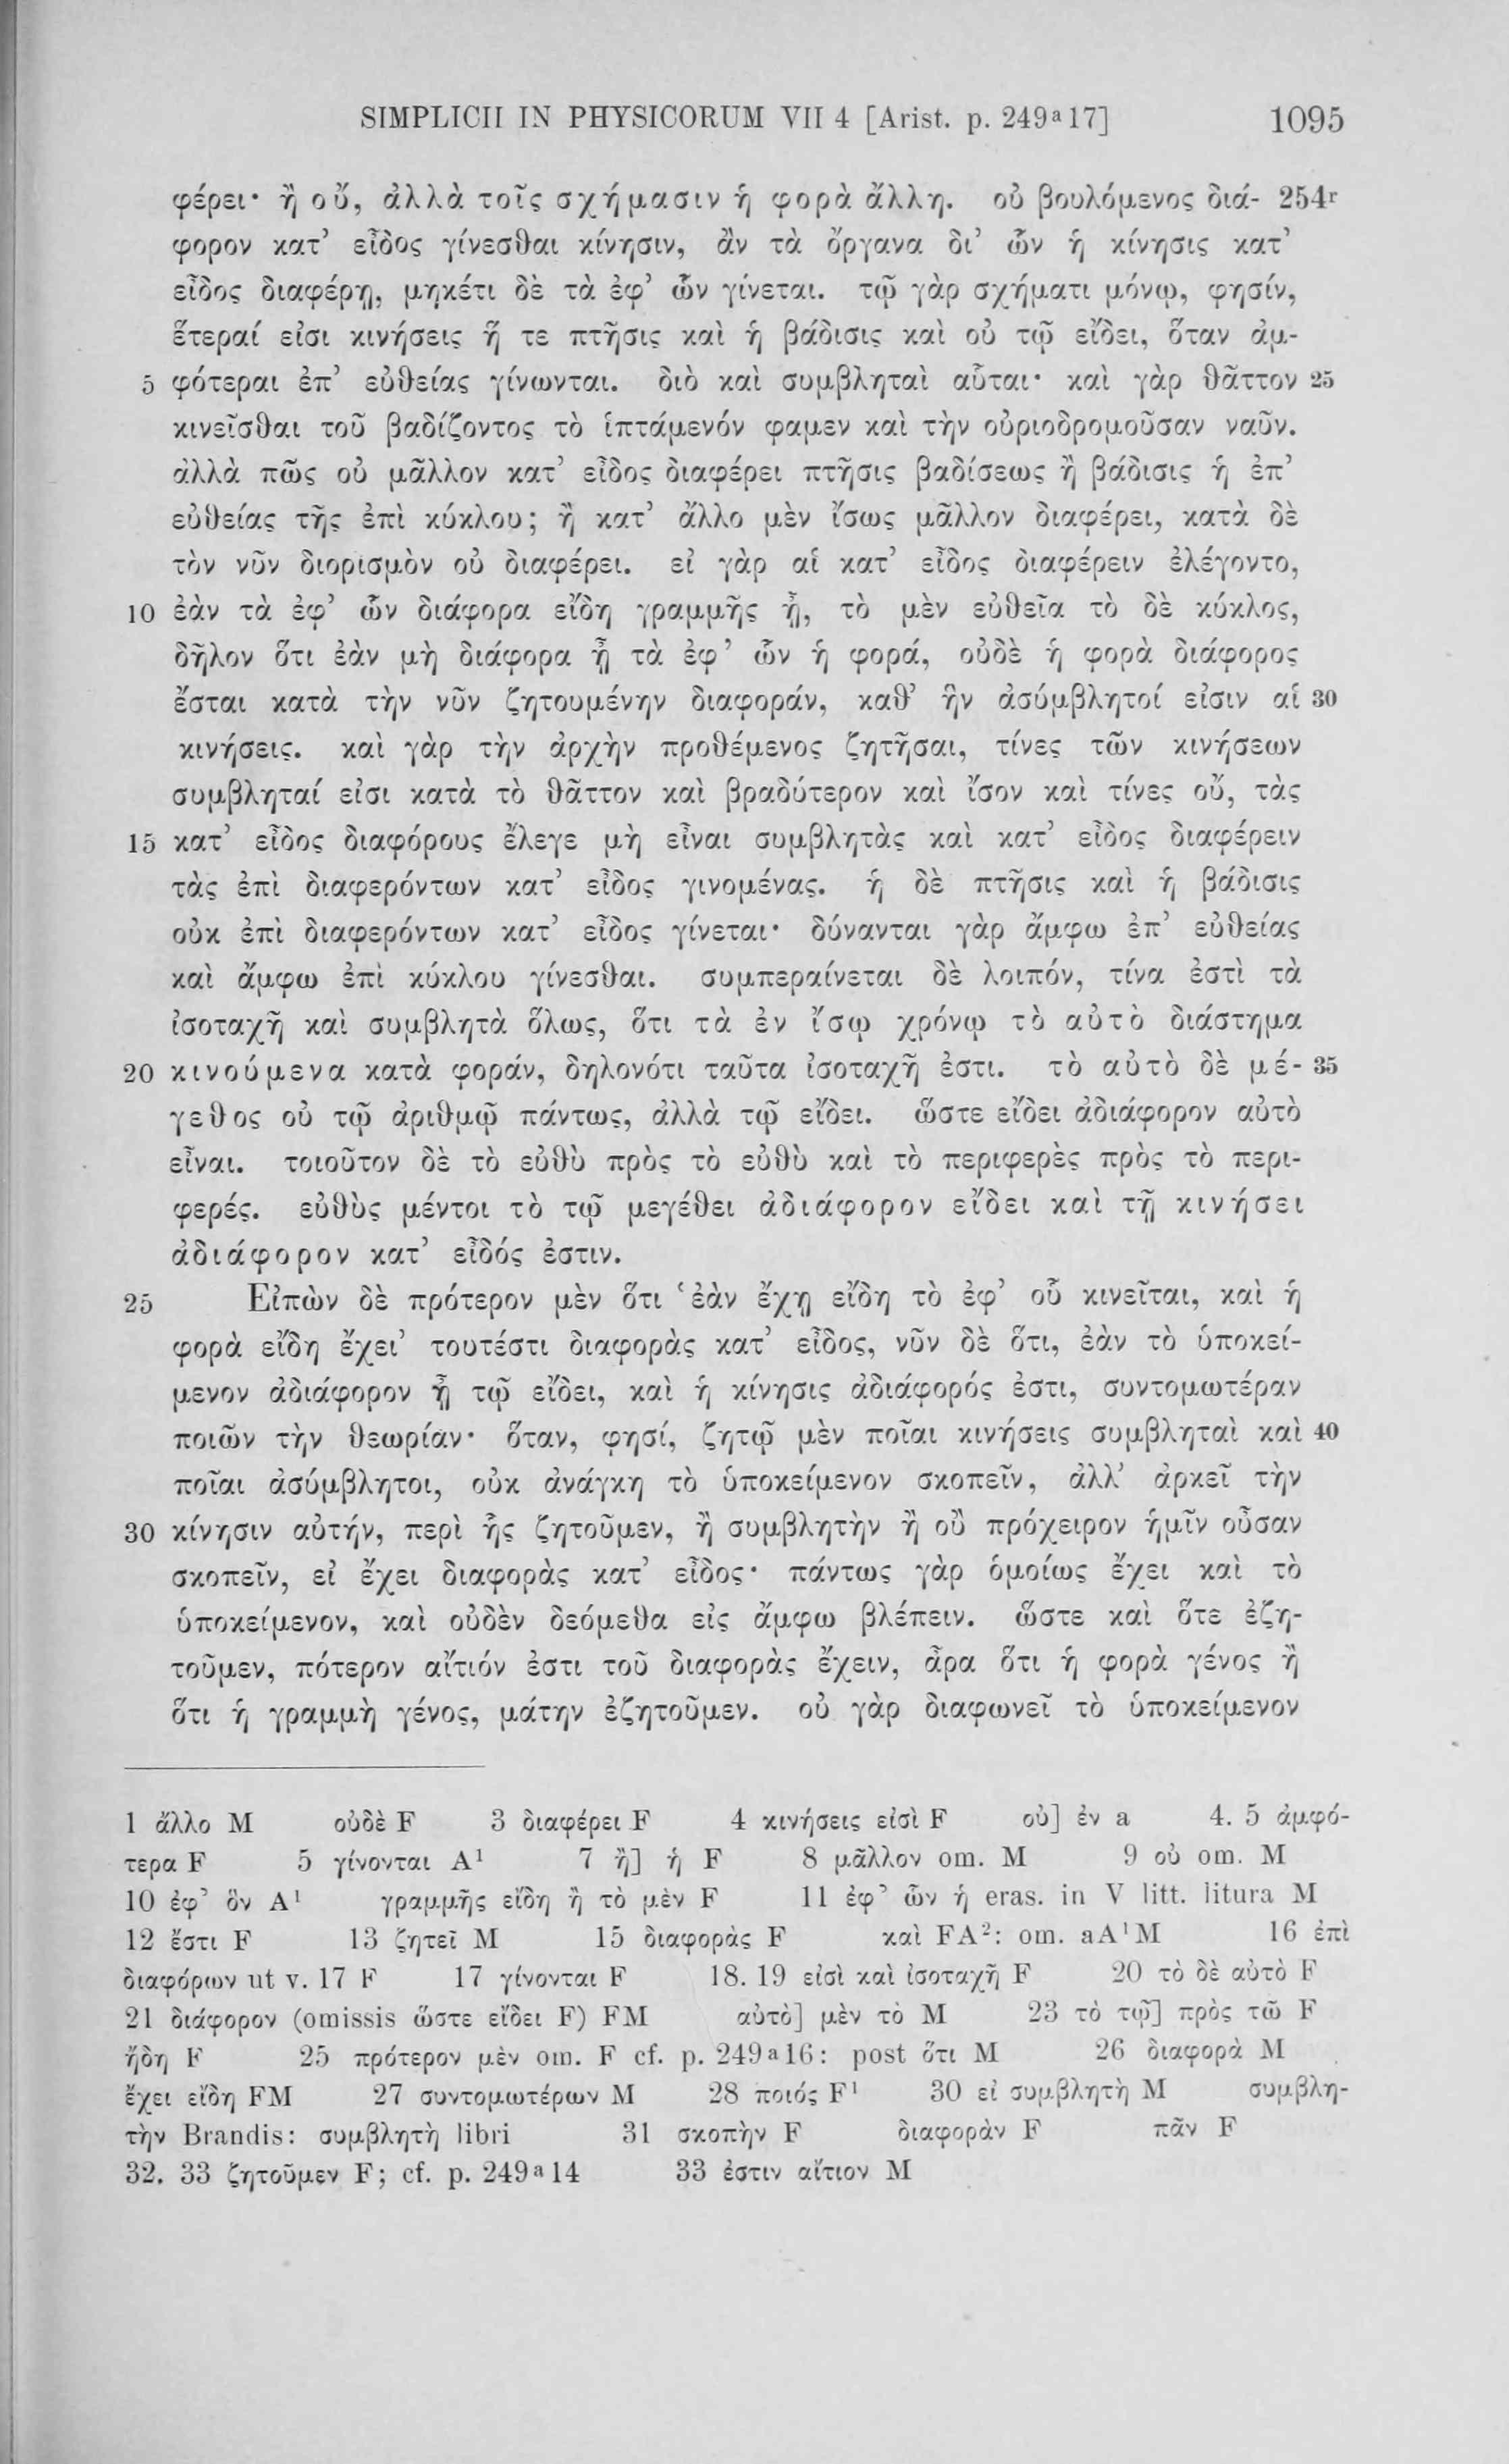 SIMPLICII IN PHYSICORUM VII 4 [Arist. p. 249ᵃ17] 1095
φέρει· ἢ οὔ, ἀλλὰ τοῖς σχήμασιν ἡ φορὰ ἄλλη. οὐ βουλόμενος διά- 254ʳ
φορον κατ’ εἶδος γίνεσθαι κίνησιν, ἂν τὰ ὄργανα δι’ ὧν ἡ κίνησις κατ’
εἶδος διαφέρῃ, μηκέτι δὲ τὰ ἐφ’ ὧν γίνεται. τῷ γὰρ σχήματι μόνῳ, φησίν,
ἕτεραί εἰσι κινήσεις ἥ τε πτῆσις καὶ ἡ βάδισις καὶ οὐ τῷ εἴδει, ὅταν ἀμ-
5 φότεραι ἐπ’ εὐθείας γίνωνται. διὸ καὶ συμβληταὶ αὗται· καὶ γὰρ θᾶττον 25
κινεῖσθαι τοῦ βαδίζοντος τὸ ἱπτάμενόν φαμεν καὶ τὴν οὐριοδρομοῦσαν ναῦν.
ἀλλὰ πῶς οὐ μᾶλλον κατ’ εἶδος διαφέρει πτῆσις βαδίσεως ἢ βάδισις ἡ ἐπ’
εὐθείας τῆς ἐπὶ κύκλου; ἢ κατ’ ἄλλο μὲν ἴσως μᾶλλον διαφέρει, κατὰ δὲ
τὸν νῦν διορισμὸν οὐ διαφέρει. εἰ γὰρ αἱ κατ’ εἶδος διαφέρειν ἐλέγοντο,
10 ἐὰν τὰ ἐφ’ ὧν διάφορα εἴδη γραμμῆς ᾖ, τὸ μὲν εὐθεῖα τὸ δὲ κύκλος,
δῆλον ὅτι ἐὰν μὴ διάφορα ᾖ τὰ ἐφ’ ὧν ἡ φορά, οὐδὲ ἡ φορὰ διάφορος
ἔσται κατὰ τὴν νῦν ζητουμένην διαφοράν, καθ’ ἣν ἀσύμβλητοί εἰσιν αἱ 30
κινήσεις. καὶ γὰρ τὴν ἀρχὴν προθέμενος ζητῆσαι, τίνες τῶν κινήσεων
συμβληταί εἰσι κατὰ τὸ θᾶττον καὶ βραδύτερον καὶ ἴσον καὶ τίνες οὔ, τὰς
15 κατ’ εἶδος διαφόρους ἔλεγε μὴ εἶναι συμβλητὰς καὶ κατ’ εἶδος διαφέρειν
τὰς ἐπὶ διαφερόντων κατ’ εἶδος γινομένας. ἡ δὲ πτῆσις καὶ ἡ βάδισις
οὐκ ἐπὶ διαφερόντων κατ’ εἶδος γίνεται· δύνανται γὰρ ἄμφω ἐπ’ εὐθείας
καὶ ἄμφω ἐπὶ κύκλου γίνεσθαι. συμπεραίνεται δὲ λοιπόν, τίνα ἐστὶ τὰ
ἰσοταχῆ καὶ συμβλητὰ ὅλως, ὅτι τὰ ἐν ἴσῳ χρόνῳ τὸ αὐτὸ διάστημα
20 κινούμενα κατὰ φοράν, δηλονότι ταῦτα ἰσοταχῆ ἐστι. τὸ αὐτὸ δὲ μέ- 35
γεθος οὐ τῷ ἀριθμῷ πάντως, ἀλλὰ τῷ εἴδει. ὥστε εἴδει ἀδιάφορον αὐτὸ
εἶναι. τοιοῦτον δὲ τὸ εὐθὺ πρὸς τὸ εὐθὺ καὶ τὸ περιφερὲς πρὸς τὸ περι-
φερές. εὐθὺς μέντοι τὸ τῷ μεγέθει ἀδιάφορον εἴδει καὶ τῇ κινήσει
ἀδιάφορον κατ’ εἶδός ἐστιν.
25 Εἰπὼν δὲ πρότερον μὲν ὅτι ‘ἐὰν ἔχῃ εἴδη τὸ ἐφ’ οὗ κινεῖται, καὶ ἡ
φορὰ εἴδη ἔχει’ τουτέστι διαφορὰς κατ’ εἶδος, νῦν δὲ ὅτι, ἐὰν τὸ ὑποκεί-
μενον ἀδιάφορον ᾖ τῷ εἴδει, καὶ ἡ κίνησις ἀδιάφορός ἐστι, συντομωτέραν
ποιῶν τὴν θεωρίαν· ὅταν, φησί, ζητῶ μὲν ποῖαι κινήσεις συμβληταὶ καὶ 40
ποῖαι ἀσύμβλητοι, οὐκ ἀνάγκη τὸ ὑποκείμενον σκοπεῖν, ἀλλ’ ἀρκεῖ τὴν
30 κίνησιν αὐτήν, περὶ ἧς ζητοῦμεν, ἢ συμβλητὴν ἢ οὒ πρόχειρον ἡμῖν οὖσαν
σκοπεῖν, εἰ ἔχει διαφορὰς κατ’ εἶδος· πάντως γὰρ ὁμοίως ἔχει καὶ τὸ
ὑποκείμενον, καὶ οὐδὲν δεόμεθα εἰς ἄμφω βλέπειν. ὥστε καὶ ὅτε ἐζη-
τοῦμεν, πότερον αἴτιόν ἐστι τοῦ διαφορὰς ἔχειν, ἆρα ὅτι ἡ φορὰ γένος ἢ
ὅτι ἡ γραμμὴ γένος, μάτην ἐζητοῦμεν. οὐ γὰρ διαφωνεῖ τὸ ὑποκείμενον
1 ἄλλο M οὐδὲ F 3 διαφέρει F 4 κινήσεις εἰσὶ F οὐ] ἐν a 4. 5 ἀμφό-
τερα F 5 γίνονται A¹ 7 ἢ] ἡ F 8 μᾶλλον om. M 9 οὐ om. M
10 ἐφ’ ὃν A¹ γραμμῆς εἴδη ἢ τὸ μὲν F 11 ἐφ’ ὧν ἡ eras. in V litt. litura M
12 ἔστι F 13 ζητεῖ M 15 διαφορὰς F καὶ FA²: om. aA¹M 16 ἐπὶ
διαφόρων ut v. 17 F 17 γίνονται F 18. 19 εἰσὶ καὶ ἰσοταχῆ F 20 τὸ δὲ αὐτὸ F
21 διάφορον (omissis ὥστε εἴδει F) FM αὐτὸ] μὲν τὸ M 23 τὸ τῷ] πρὸς τῶ F
ἤδη F 25 πρότερον μὲν om. F cf. p. 249ᵃ16: post ὅτι M 26 διαφορὰ M
ἔχει εἴδη FM 27 συντομωτέρων M 28 ποιός F¹ 30 εἰ συμβλητὴ M συμβλη-
τὴν Brandis: συμβλητὴ libri 31 σκοπὴν F διαφορὰν F πᾶν F
32. 33 ζητοῦμεν F; cf. p. 249ᵃ14 33 ἐστιν αἴτιον M